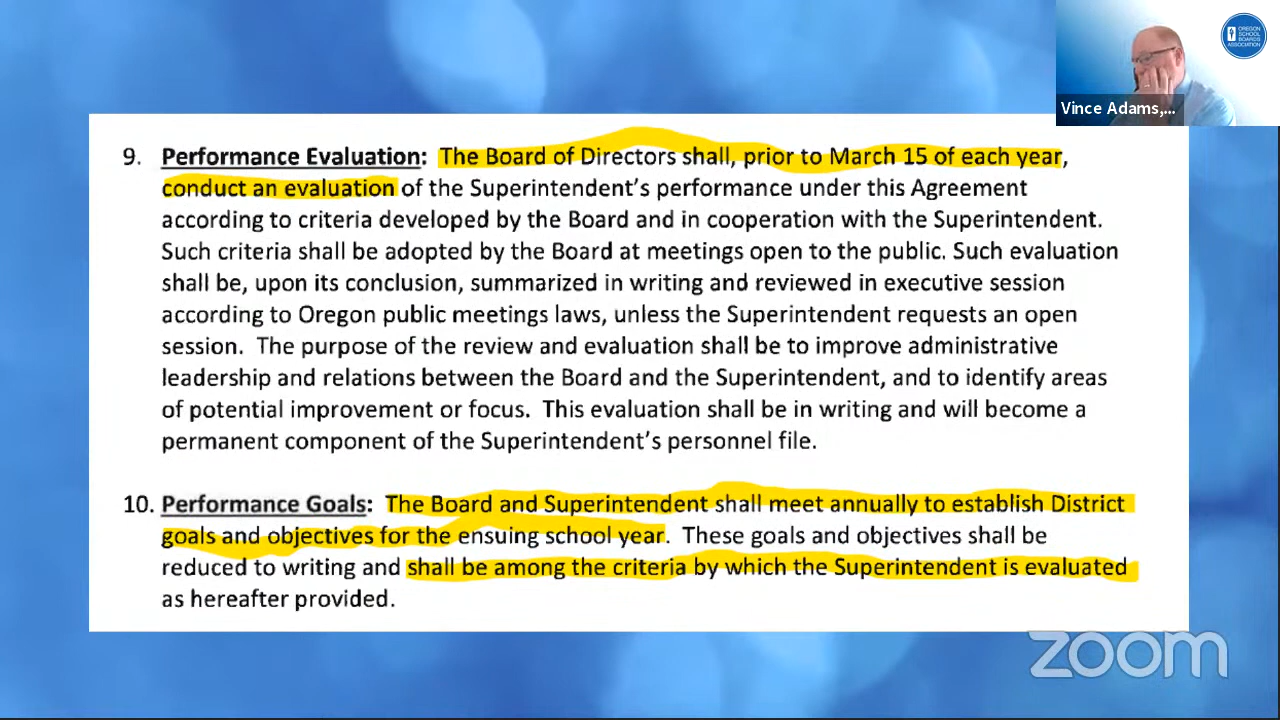 OREGON
SCHOOL
BOARDS
ASSOCIATION
Vince Adams,...
9. Performance Evaluation: The Board of Directors shall, prior to March 15 of each year,
conduct an evaluation of the Superintendent's performance under this Agreement
according to criteria developed by the Board and in cooperation with the Superintendent.
Such criteria shall be adopted by the Board at meetings open to the public. Such evaluation
shall be, upon its conclusion, summarized in writing and reviewed in executive session
according to Oregon public meetings laws, unless the Superintendent requests an open
session. The purpose of the review and evaluation shall be to improve administrative
leadership and relations between the Board and the Superintendent, and to identify areas
of potential improvement or focus. This evaluation shall be in writing and will become a
permanent component of the Superintendent's personnel file.
10. Performance Goals: The Board and Superintendent shall meet annually to establish District
goals and objectives for the ensuing school year. These goals and objectives shall be
reduced to writing and shall be among the criteria by which the Superintendent is evaluated
as hereafter provided.
zoom